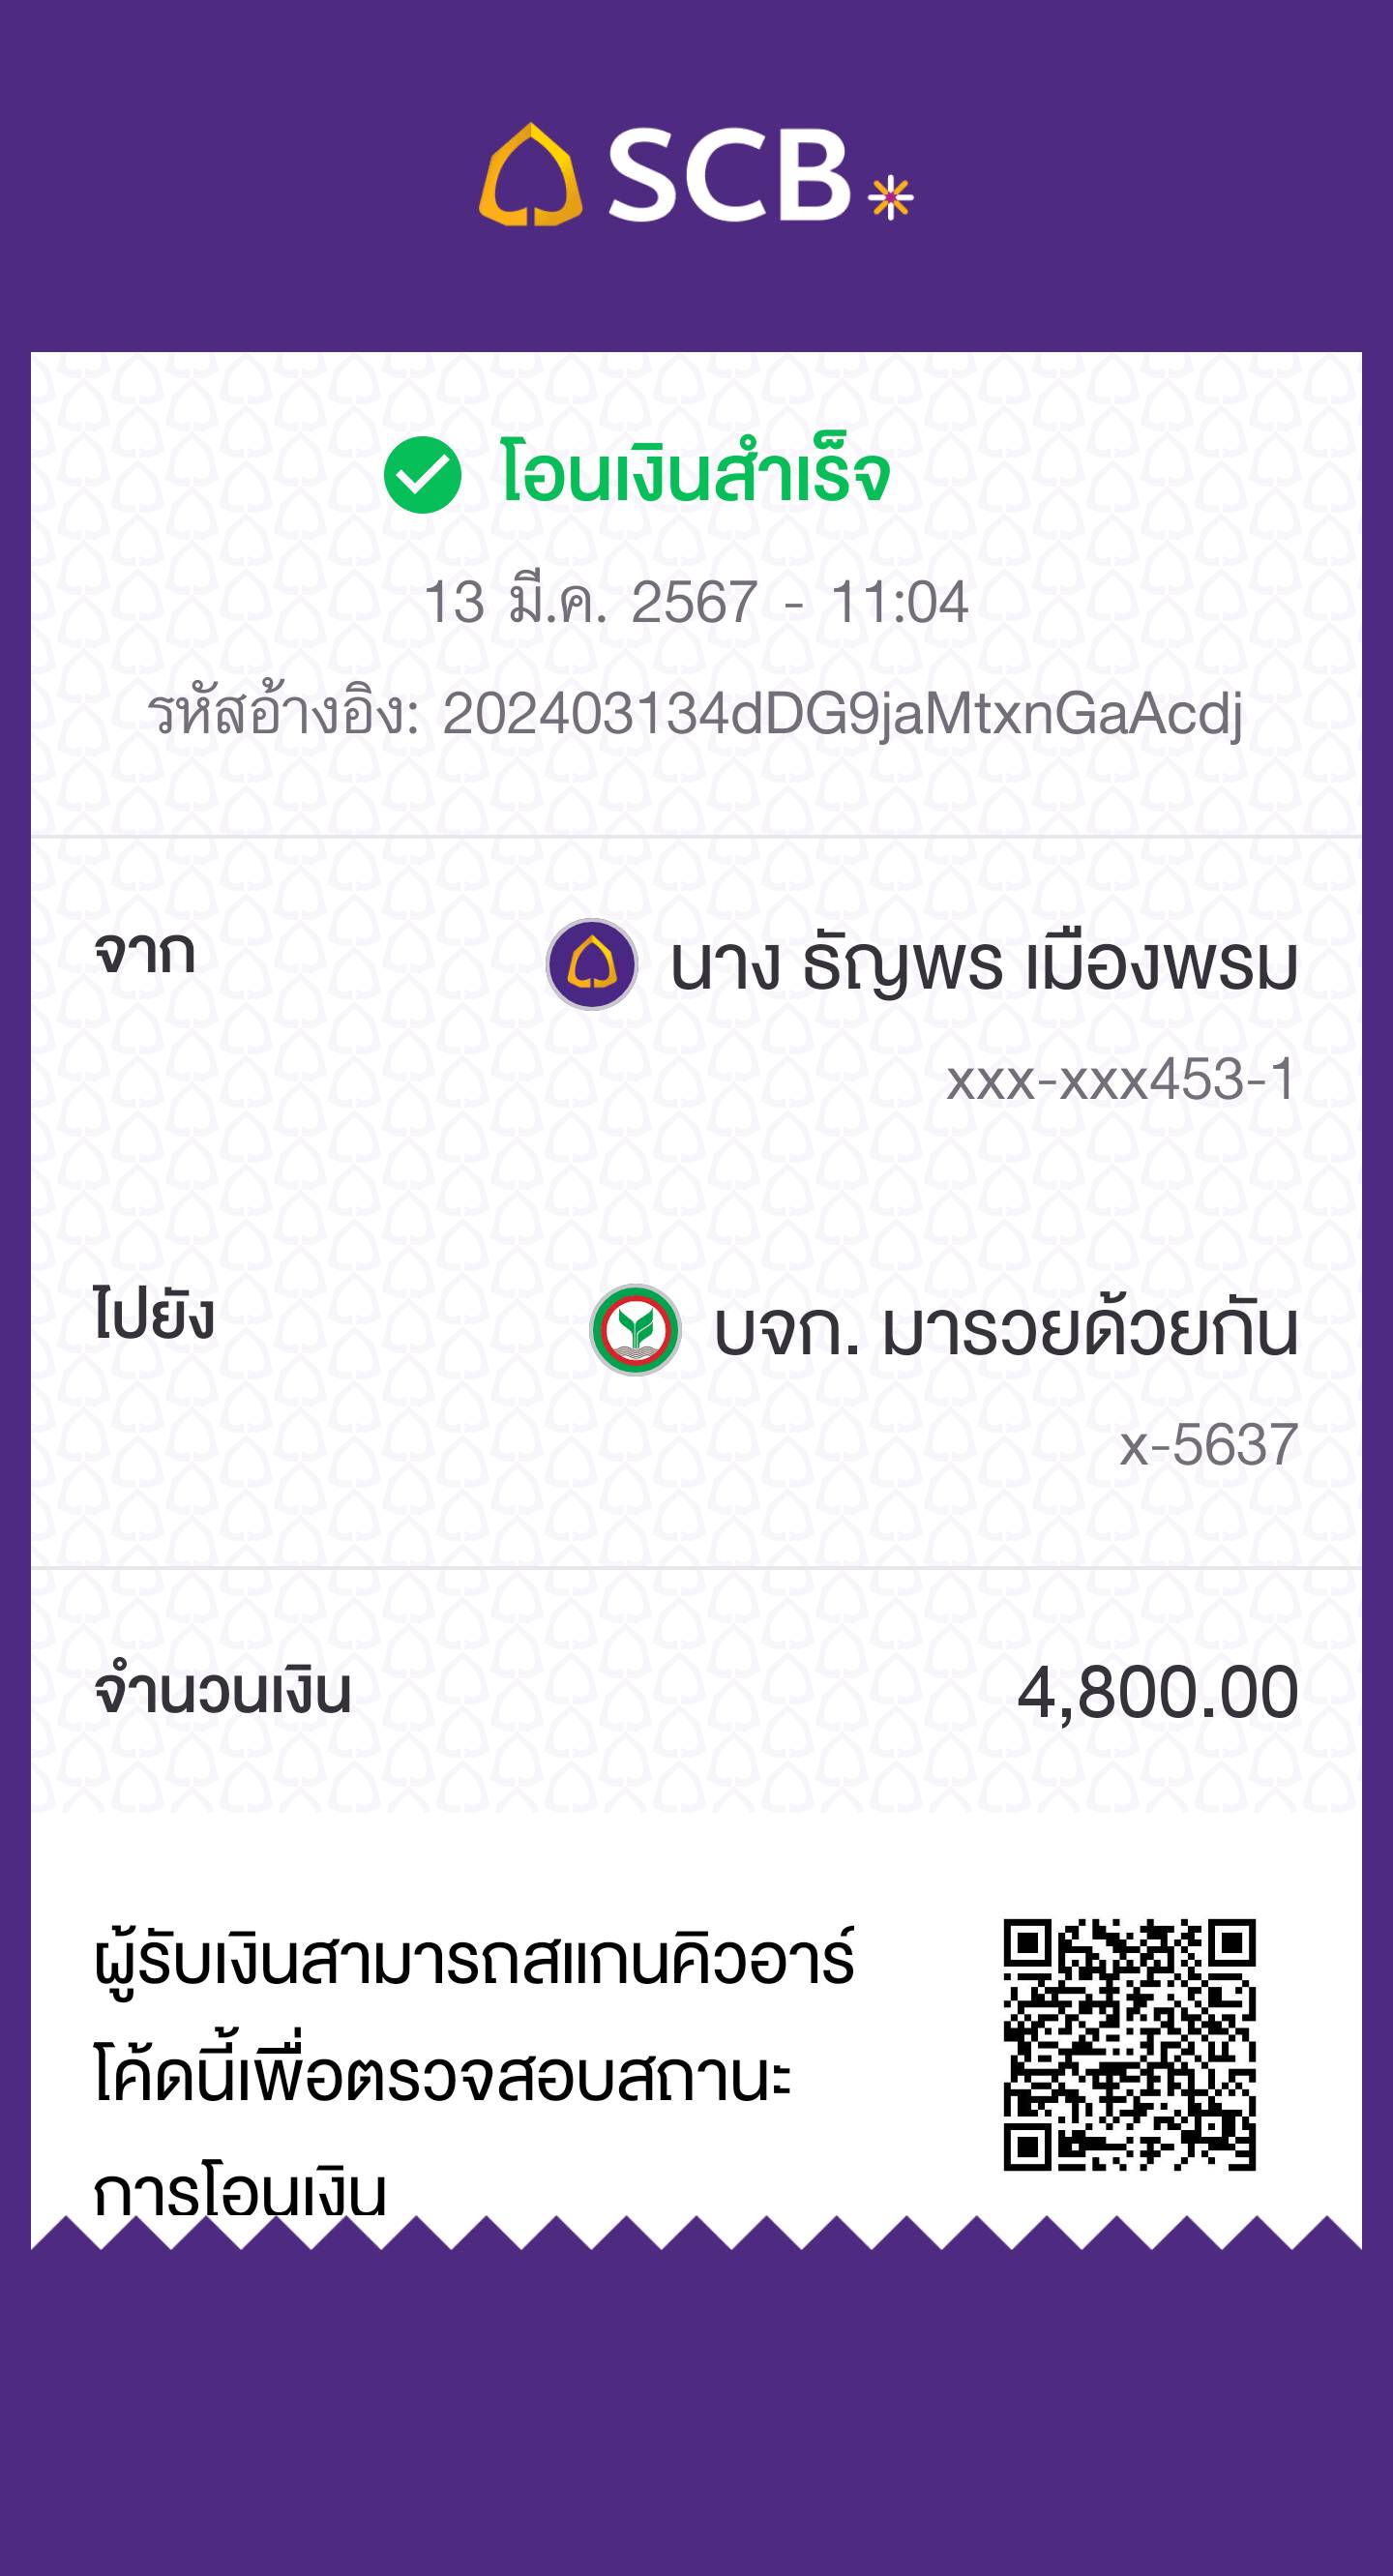 SCB
โอนเงินสำเร็จ
13 มี.ค. 2567 - 11:04
รหัสอ้างอิง: 202403134dDG9jaMtxnGaAcdj
จาก นาง ธัญพร เมืองพรม
xxx-xxx453-1
ไปยัง บจก. มารวยด้วยกัน
x-5637
จำนวนเงิน 4,800.00
ผู้รับเงินสามารถสแกนคิวอาร์
โค้ดนี้เพื่อตรวจสอบสถานะ
การโอนเงิน